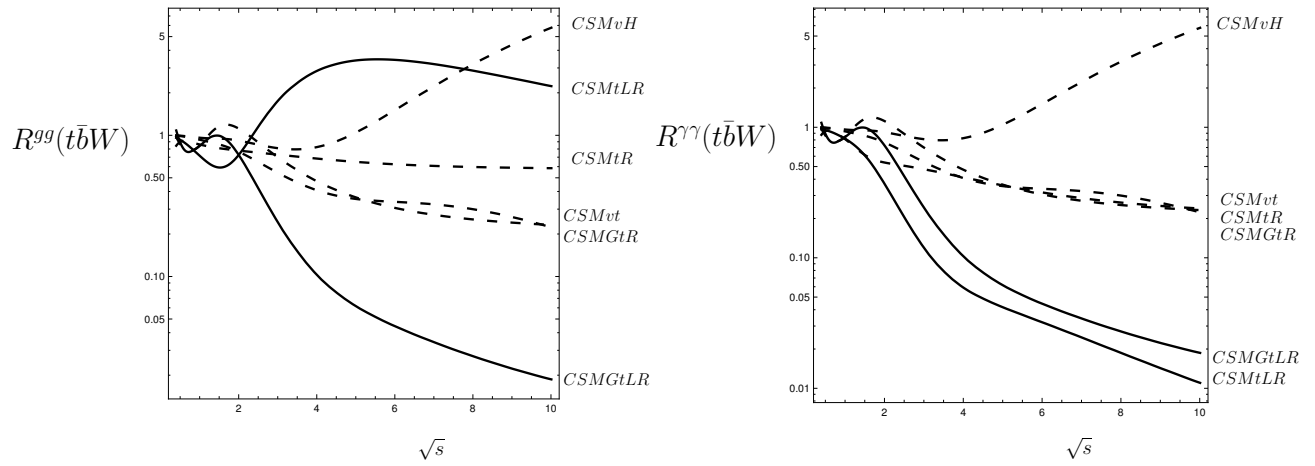 R^{gg}(t\bar{b}W)
5
1
0.50
0.10
0.05
2
4
6
8
10
√s
CSMvH
CSMtLR
CSMtR
CSMvt
CSMGtR
CSMGtLR
R^{γγ}(t\bar{b}W)
5
1
0.50
0.10
0.05
0.01
2
4
6
8
10
√s
CSMvH
CSMvt
CSMtR
CSMGtR
CSMGtLR
CSMtLR